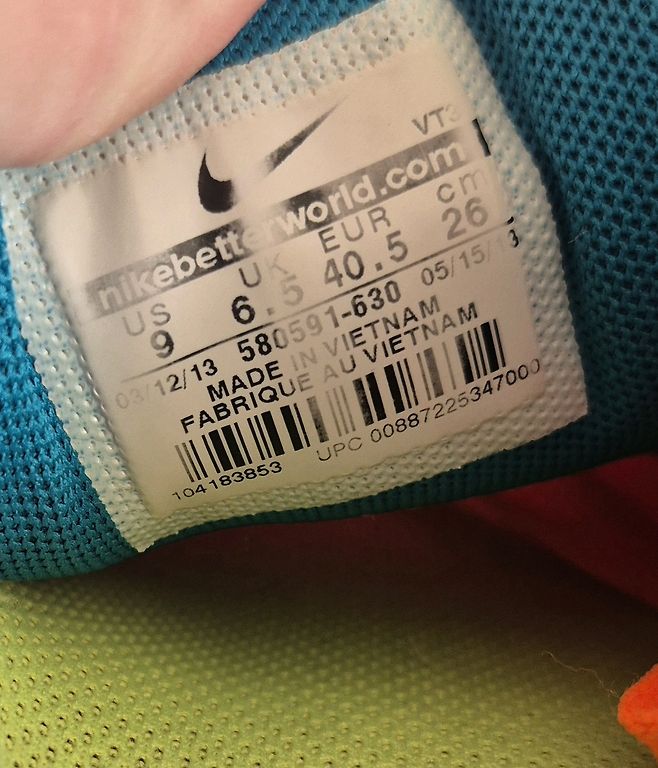 VT3
nikebetterworld.com
US UK EUR cm
9 6.5 40.5 26
03/12/13 580591-630 05/15/13
MADE IN VIETNAM
FABRIQUE AU VIETNAM
104183853 UPC 00887225347000